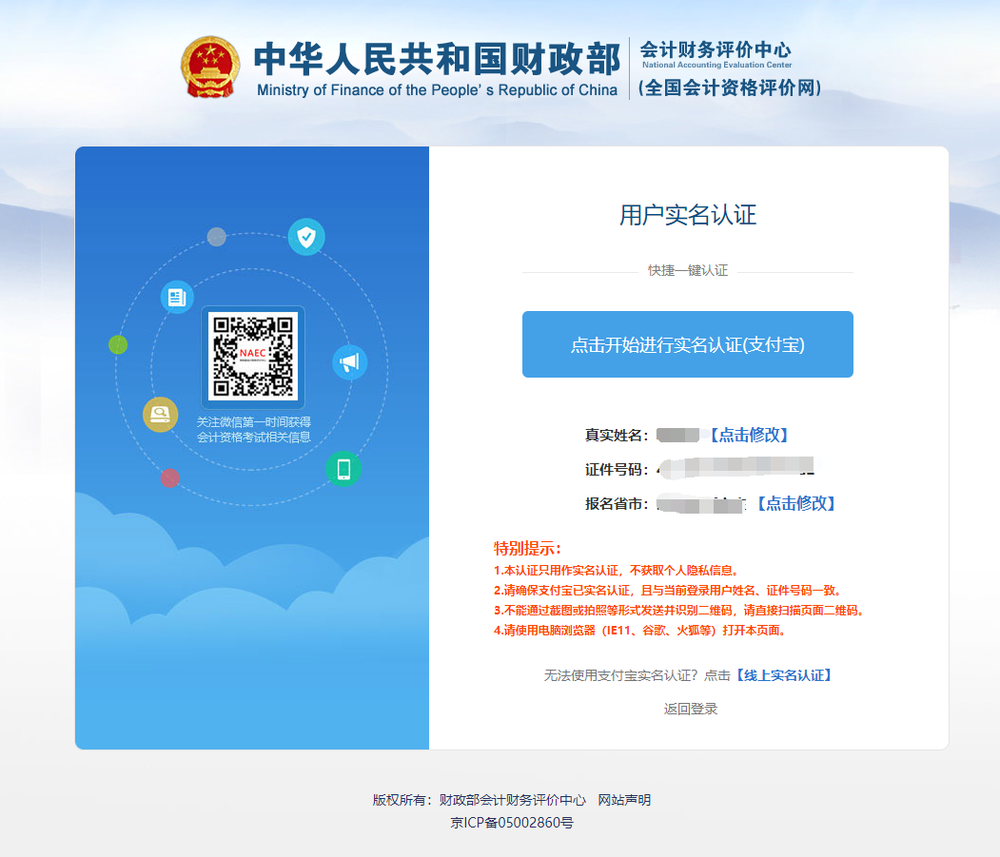 中华人民共和国财政部
Ministry of Finance of the People' s Republic of China
会计财务评价中心
National Accounting Evaluation Center
(全国会计资格评价网)
NAEC
关注微信第一时间获得
会计资格考试相关信息
用户实名认证
快捷一键认证
点击开始进行实名认证(支付宝)
真实姓名：【点击修改】
证件号码：
报名省市：【点击修改】
特别提示：
1.本认证只用作实名认证，不获取个人隐私信息。
2.请确保支付宝已实名认证，且与当前登录用户姓名、证件号码一致。
3.不能通过截图或拍照等形式发送并识别二维码，请直接扫描页面二维码。
4.请使用电脑浏览器（IE11、谷歌、火狐等）打开本页面。
无法使用支付宝实名认证？点击【线上实名认证】
返回登录
版权所有：财政部会计财务评价中心 网站声明
京ICP备05002860号